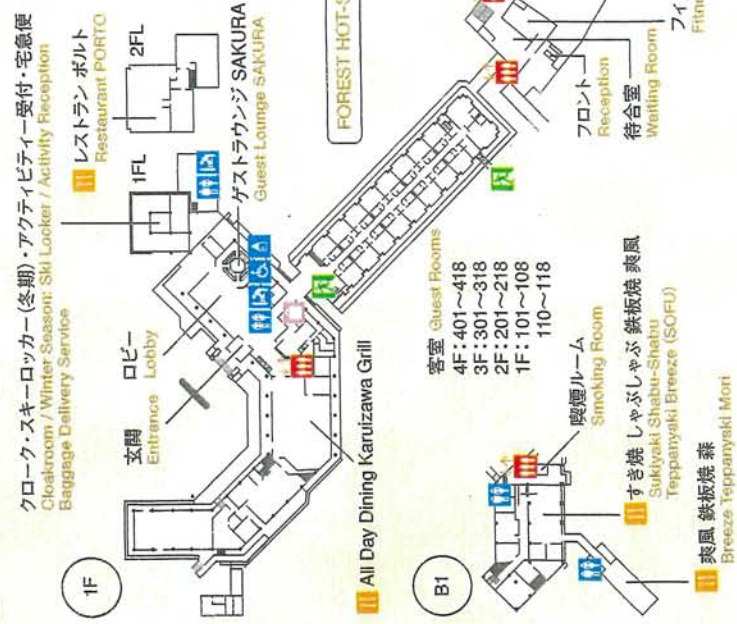 クローク・スキーロッカー(冬期)・アクティビティー受付・宅急便
Cloakroom / Winter Season: Ski Locker / Activity Reception
Baggage Delivery Service
レストラン ポルト
Restaurant PORTO
1FL
2FL
1F
玄関
Entrance
ロビー
Lobby
ゲストラウンジ SAKURA
Guest Lounge SAKURA
FOREST HOT-S
All Day Dining Karuizawa Grill
客室 Guest Rooms
4F:401～418
3F:301～318
2F:201～218
1F:101～108
110～118
フロント
Reception
待合室
Waiting Room
フィ
Fitne
B1
喫煙ルーム
Smoking Room
すき焼 しゃぶしゃぶ 鉄板焼 爽風
Sukiyaki Shabu-Shabu
Teppanyaki Breeze (SOFU)
爽風 鉄板焼 森
Breeze Teppanyaki Mori